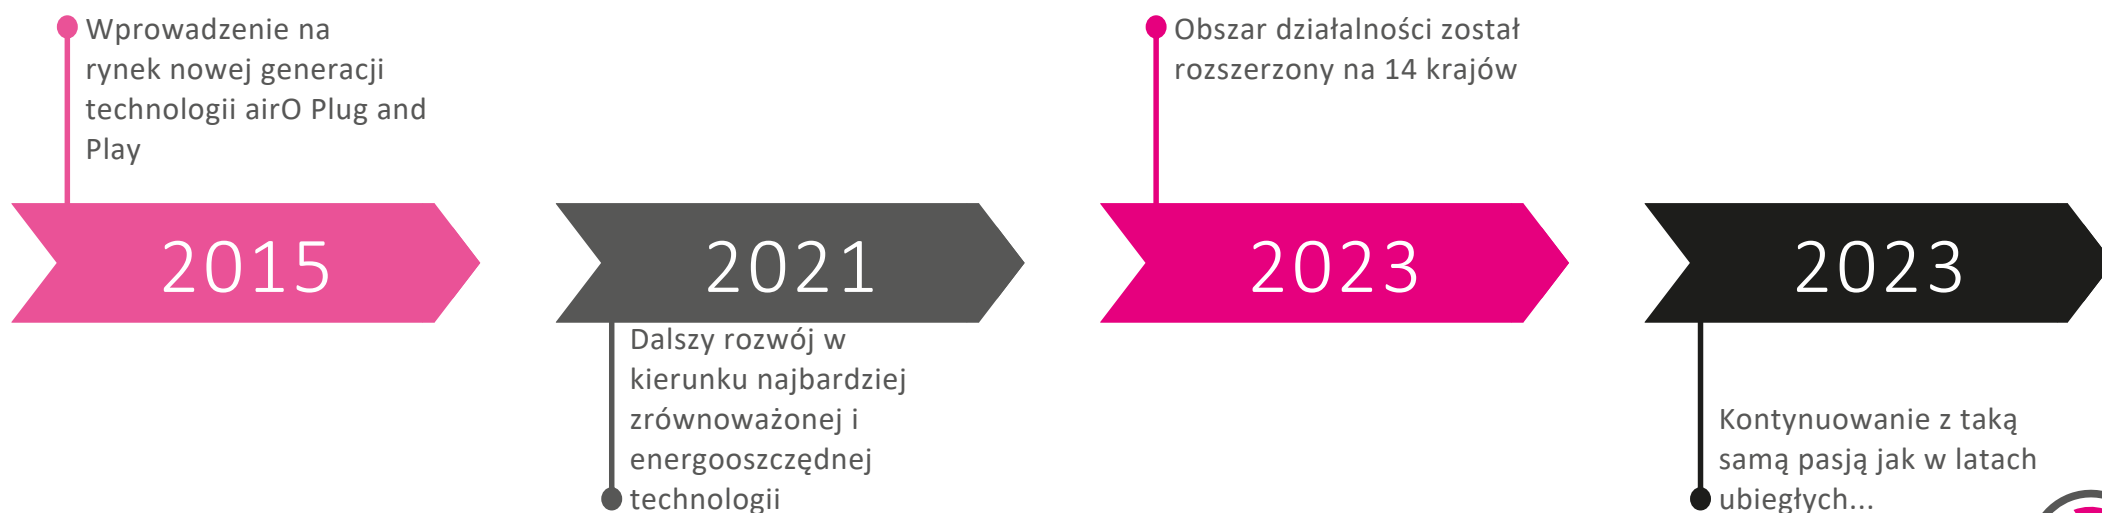 Wprowadzenie na
rynek nowej generacji
technologii airO Plug and
Play
2015
2021
Dalszy rozwój w
kierunku najbardziej
zrównoważonej i
energooszczędnej
technologii
Obszar działalności został
rozszerzony na 14 krajów
2023
2023
Kontynuowanie z taką
samą pasją jak w latach
ubiegłych...